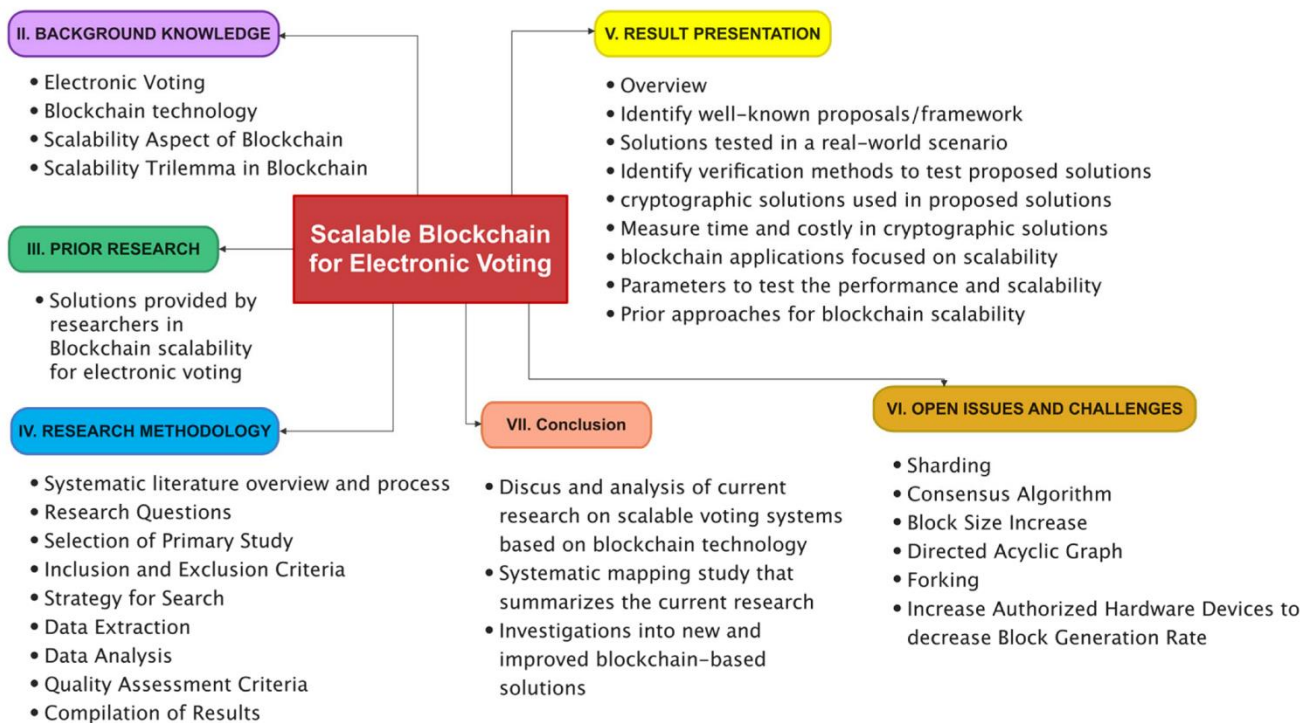 II. BACKGROUND KNOWLEDGE
• Electronic Voting
• Blockchain technology
• Scalability Aspect of Blockchain
• Scalability Trilemma in Blockchain
V. RESULT PRESENTATION
• Overview
• Identify well-known proposals/framework
• Solutions tested in a real-world scenario
• Identify verification methods to test proposed solutions
• cryptographic solutions used in proposed solutions
• Measure time and costly in cryptographic solutions
• blockchain applications focused on scalability
• Parameters to test the performance and scalability
• Prior approaches for blockchain scalability
Scalable Blockchain
for Electronic Voting
III. PRIOR RESEARCH
• Solutions provided by
researchers in
Blockchain scalability
for electronic voting
IV. RESEARCH METHODOLOGY
• Systematic literature overview and process
• Research Questions
• Selection of Primary Study
• Inclusion and Exclusion Criteria
• Strategy for Search
• Data Extraction
• Data Analysis
• Quality Assessment Criteria
• Compilation of Results
VII. Conclusion
• Discus and analysis of current
research on scalable voting systems
based on blockchain technology
• Systematic mapping study that
summarizes the current research
• Investigations into new and
improved blockchain-based
solutions
VI. OPEN ISSUES AND CHALLENGES
• Sharding
• Consensus Algorithm
• Block Size Increase
• Directed Acyclic Graph
• Forking
• Increase Authorized Hardware Devices to
decrease Block Generation Rate